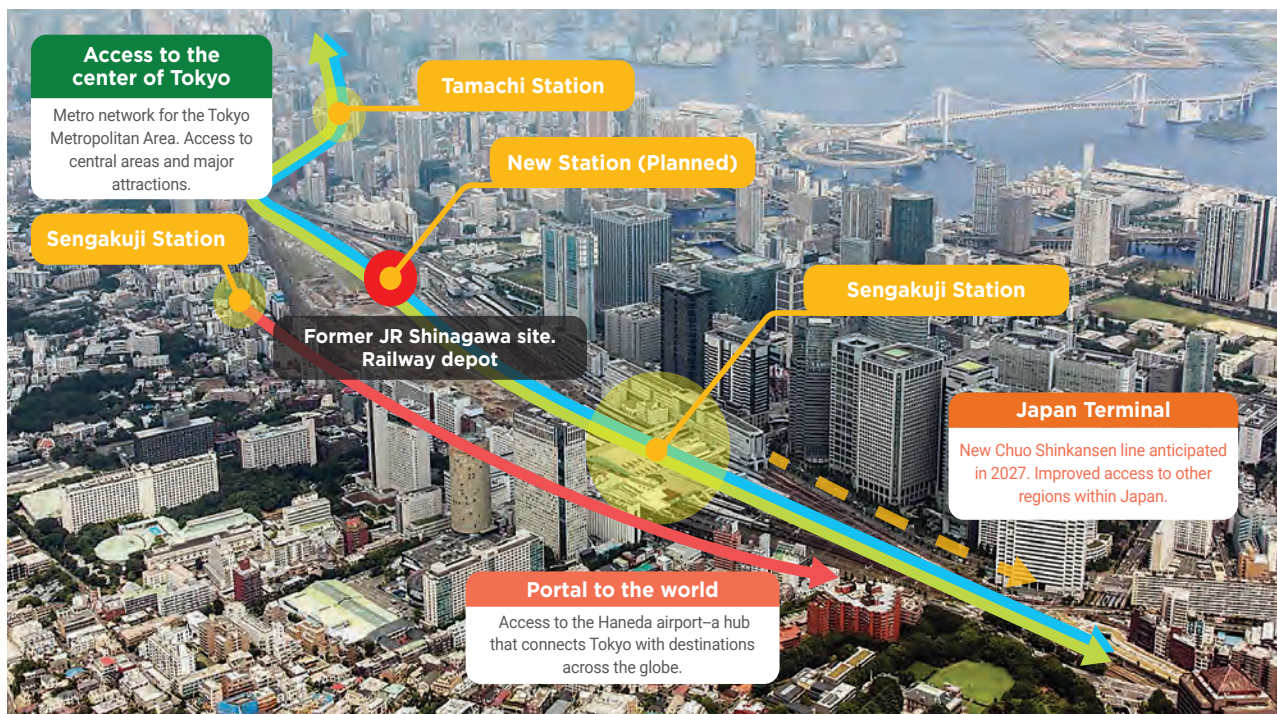 Access to the
center of Tokyo
Metro network for the Tokyo
Metropolitan Area. Access to
central areas and major
attractions.
Tamachi Station
New Station (Planned)
Sengakuji Station
Sengakuji Station
Former JR Shinagawa site.
Railway depot
Japan Terminal
New Chuo Shinkansen line anticipated
in 2027. Improved access to other
regions within Japan.
Portal to the world
Access to the Haneda airport–a hub
that connects Tokyo with destinations
across the globe.